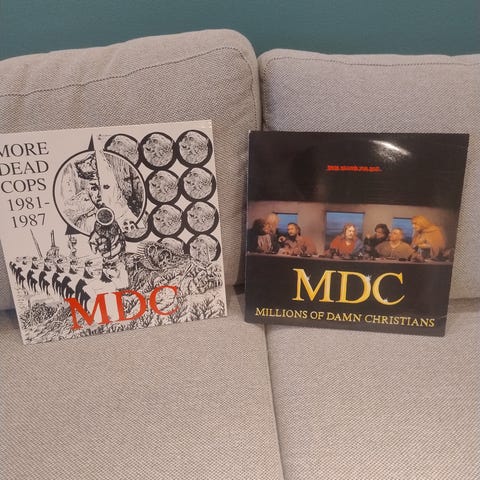 MORE
DEAD
COPS
1981-
1987
MDC
MDC
MILLIONS OF DAMN CHRISTIANS